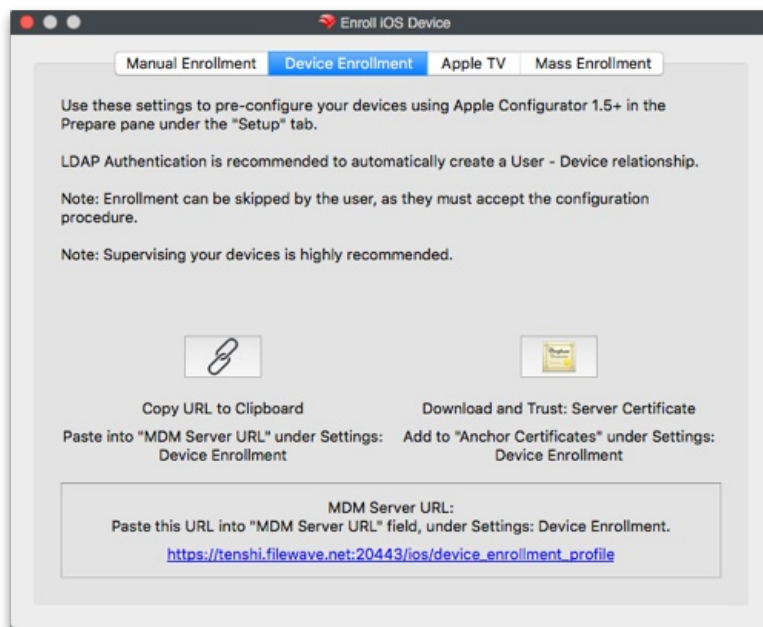 Enroll iOS Device
Manual Enrollment
Device Enrollment
Apple TV
Mass Enrollment
Use these settings to pre-configure your devices using Apple Configurator 1.5+ in the
Prepare pane under the "Setup" tab.
LDAP Authentication is recommended to automatically create a User - Device relationship.
Note: Enrollment can be skipped by the user, as they must accept the configuration
procedure.
Note: Supervising your devices is highly recommended.
Copy URL to Clipboard
Paste into "MDM Server URL" under Settings:
Device Enrollment
Download and Trust: Server Certificate
Add to "Anchor Certificates" under Settings:
Device Enrollment
MDM Server URL:
Paste this URL into "MDM Server URL" field, under Settings: Device Enrollment.
https://tenshi.filewave.net:20443/ios/device_enrollment_profile